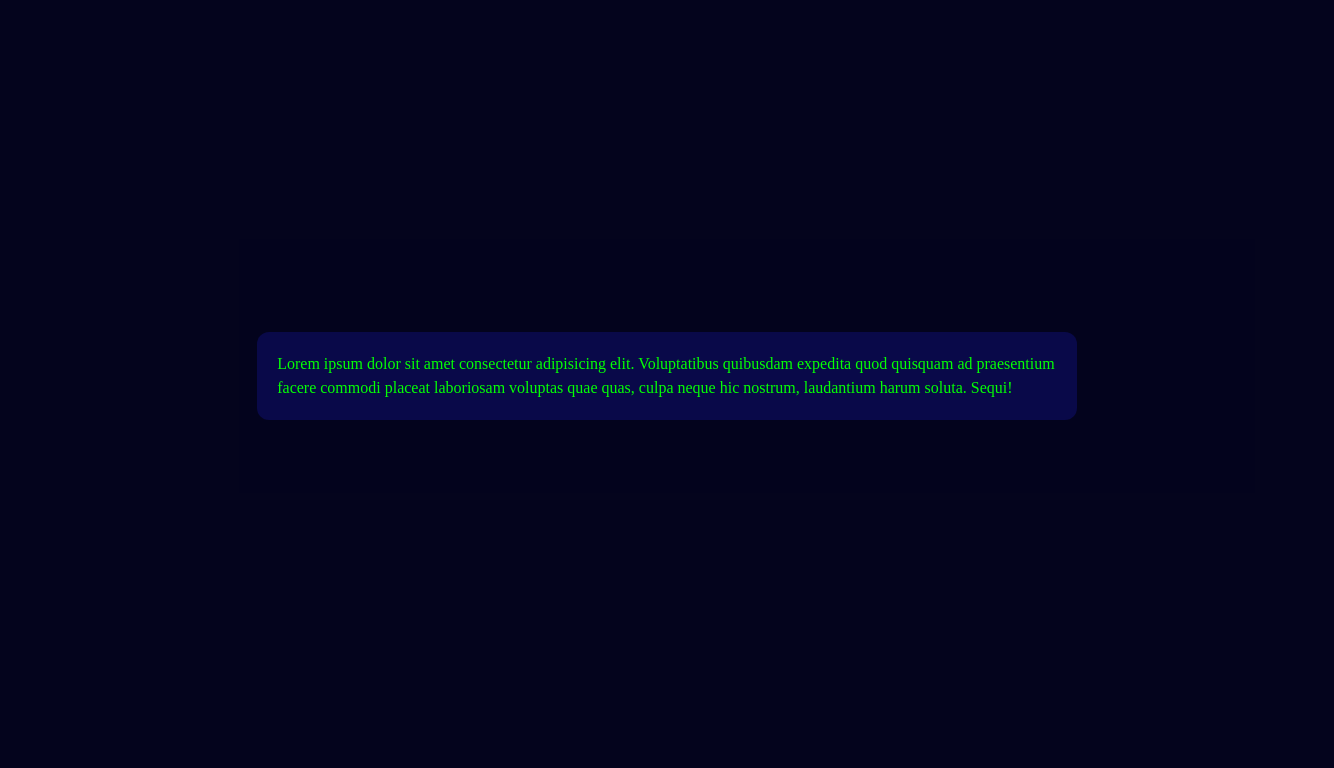 Lorem ipsum dolor sit amet consectetur adipisicing elit. Voluptatibus quibusdam expedita quod quisquam ad praesentium
facere commodi placeat laboriosam voluptas quae quas, culpa neque hic nostrum, laudantium harum soluta. Sequi!